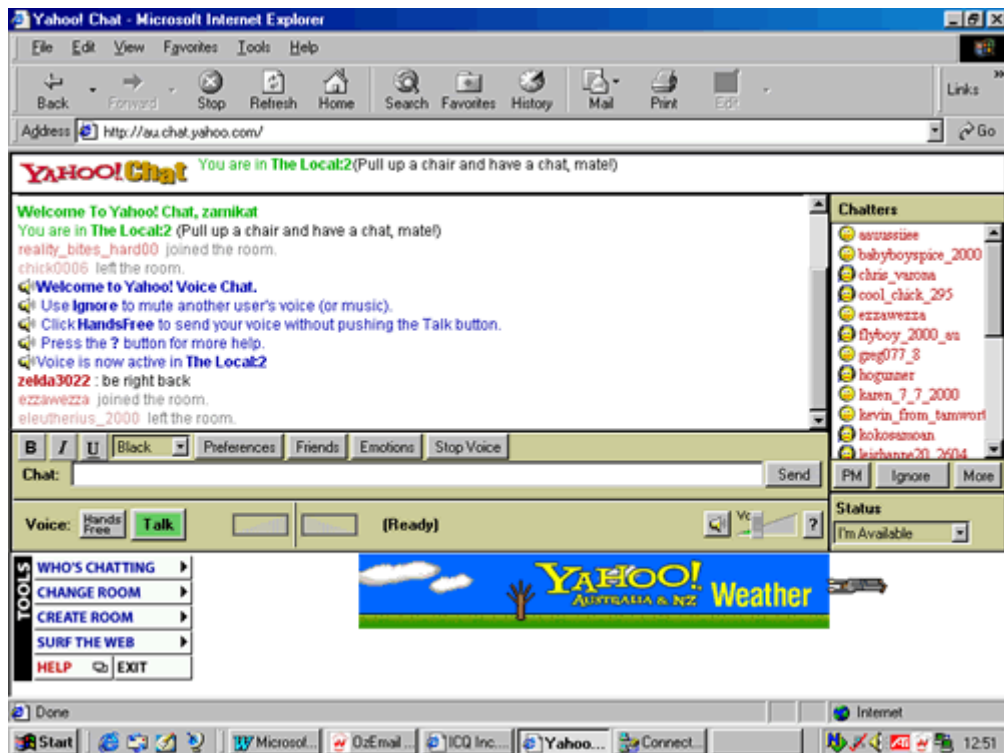 Yahoo! Chat - Microsoft Internet Explorer
File Edit View Favorites Tools Help
Back Forward Stop Refresh Home Search Favorites History Mail Print Edit Links
Address http://au.chat.yahoo.com/ Go
YAHOO! Chat You are in The Local:2(Pull up a chair and have a chat, mate!)
Welcome To Yahoo! Chat, zarnikat
You are in The Local:2 (Pull up a chair and have a chat, mate!)
reality_bites_hard00 joined the room.
chick0006 left the room.
Welcome to Yahoo! Voice Chat.
Use Ignore to mute another user's voice (or music).
Click HandsFree to send your voice without pushing the Talk button.
Press the ? button for more help.
Voice is now active in The Local:2
zelda3022 : be right back
ezzawezza joined the room.
eleutherius_2000 left the room.
Chatters
babyboyspice_2000
chris_varona
cool_chick_295
ezzawezza
flyboy_2000_au
greg077_8
hogunner
karen_7_7_2000
kevin_from_tamwort
kokosamoan
leighanne20_2604
B I U Black Preferences Friends Emotions Stop Voice
Chat: Send
PM Ignore More
Voice: Hands Free Talk (Ready) Vc ?
Status
I'm Available
TOOLS
WHO'S CHATTING
CHANGE ROOM
CREATE ROOM
SURF THE WEB
HELP EXIT
YAHOO!
AUSTRALIA & NZ Weather
Done Internet
Start Microsof... OzEmail ... ICQ Inc.... Yahoo... Connect... 12:51